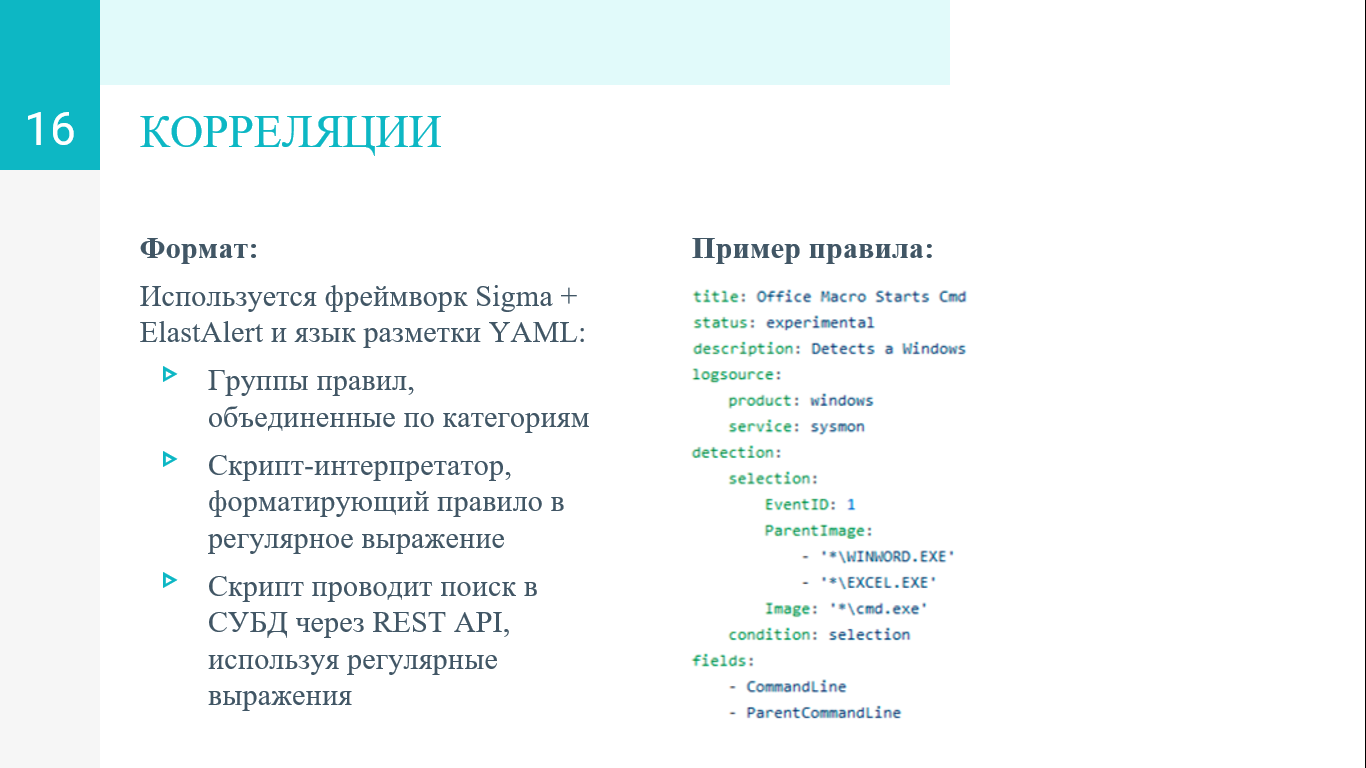 16
КОРРЕЛЯЦИИ
Формат:
Используется фреймворк Sigma +
ElastAlert и язык разметки YAML:
Группы правил,
объединенные по категориям
Скрипт-интерпретатор,
форматирующий правило в
регулярное выражение
Скрипт проводит поиск в
СУБД через REST API,
используя регулярные
выражения
Пример правила:
title: Office Macro Starts Cmd
status: experimental
description: Detects a Windows
logsource:
    product: windows
    service: sysmon
detection:
    selection:
        EventID: 1
        ParentImage:
            - '*\WINWORD.EXE'
            - '*\EXCEL.EXE'
        Image: '*\cmd.exe'
    condition: selection
fields:
    - CommandLine
    - ParentCommandLine